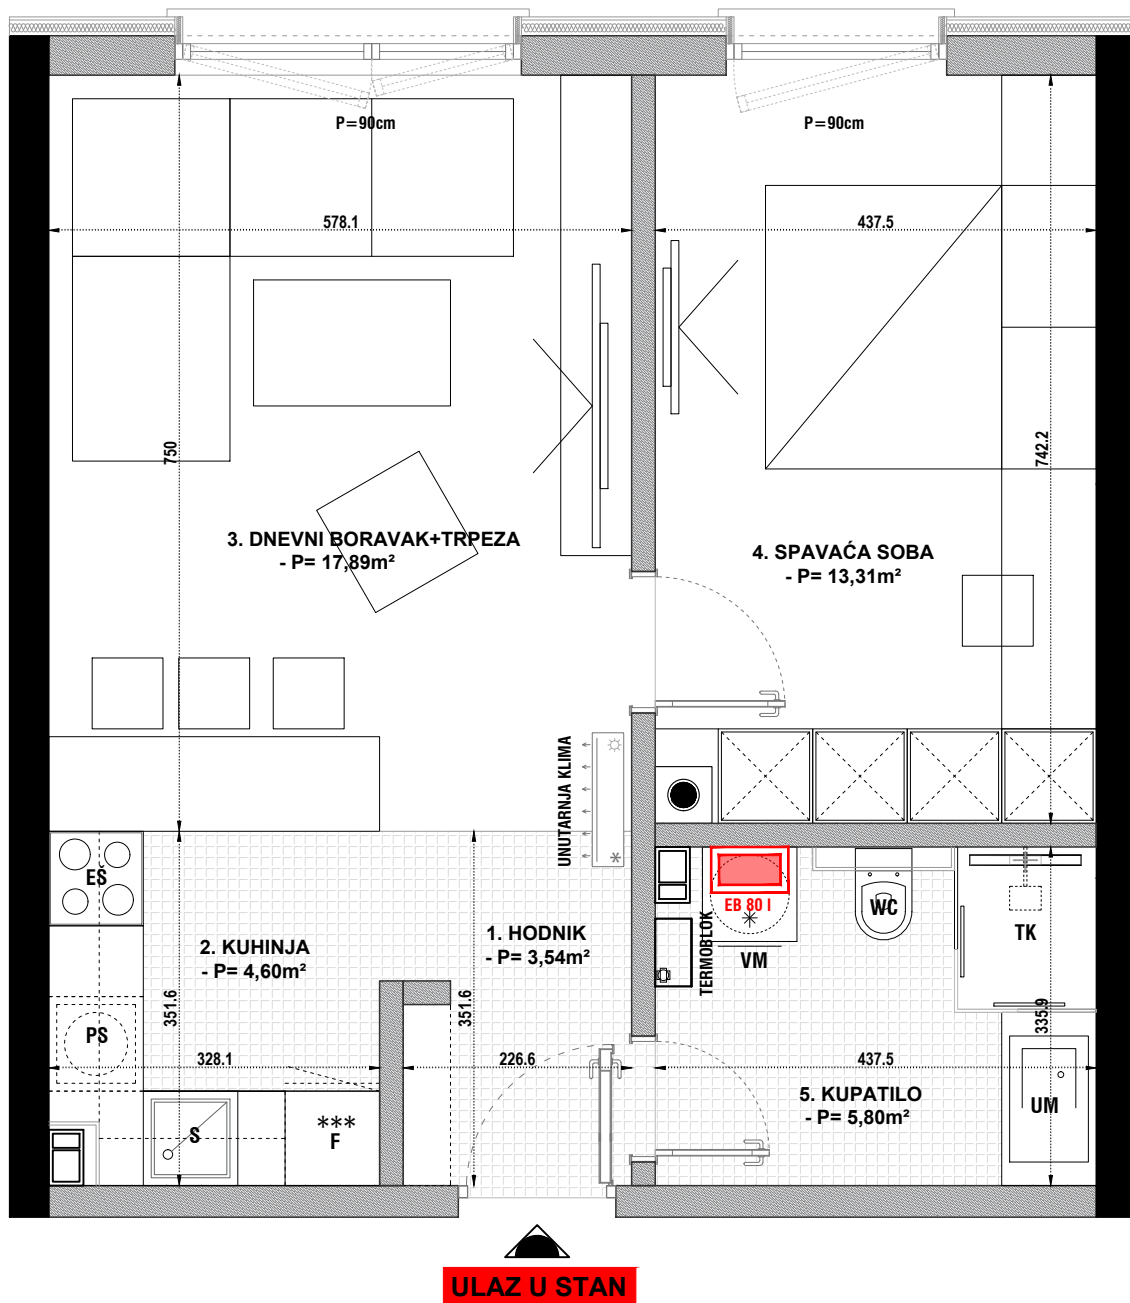 P=90cm
P=90cm
578.1
437.5
750
742.2
3. DNEVNI BORAVAK+TRPEZA
- P= 17,89m²
4. SPAVAĆA SOBA
- P= 13,31m²
UNUTARNJA KLIMA
EŠ
EB 80 I
WC
TK
TERMOBLOK
VM
2. KUHINJA
- P= 4,60m²
1. HODNIK
- P= 3,54m²
351.6
351.6
335.9
PS
328.1
226.6
437.5
5. KUPATILO
- P= 5,80m²
UM
S
***
F
ULAZ U STAN